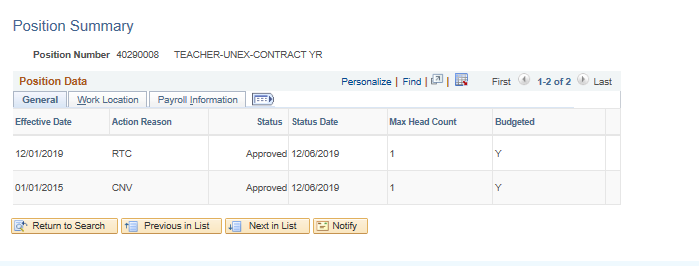 Position Summary
Position Number 40290008 TEACHER-UNEX-CONTRACT YR
Position Data Personalize | Find | | First 1-2 of 2 Last
General Work Location Payroll Information
Effective Date Action Reason Status Status Date Max Head Count Budgeted
12/01/2019 RTC Approved 12/06/2019 1 Y
01/01/2015 CNV Approved 12/06/2019 1 Y
Return to Search Previous in List Next in List Notify